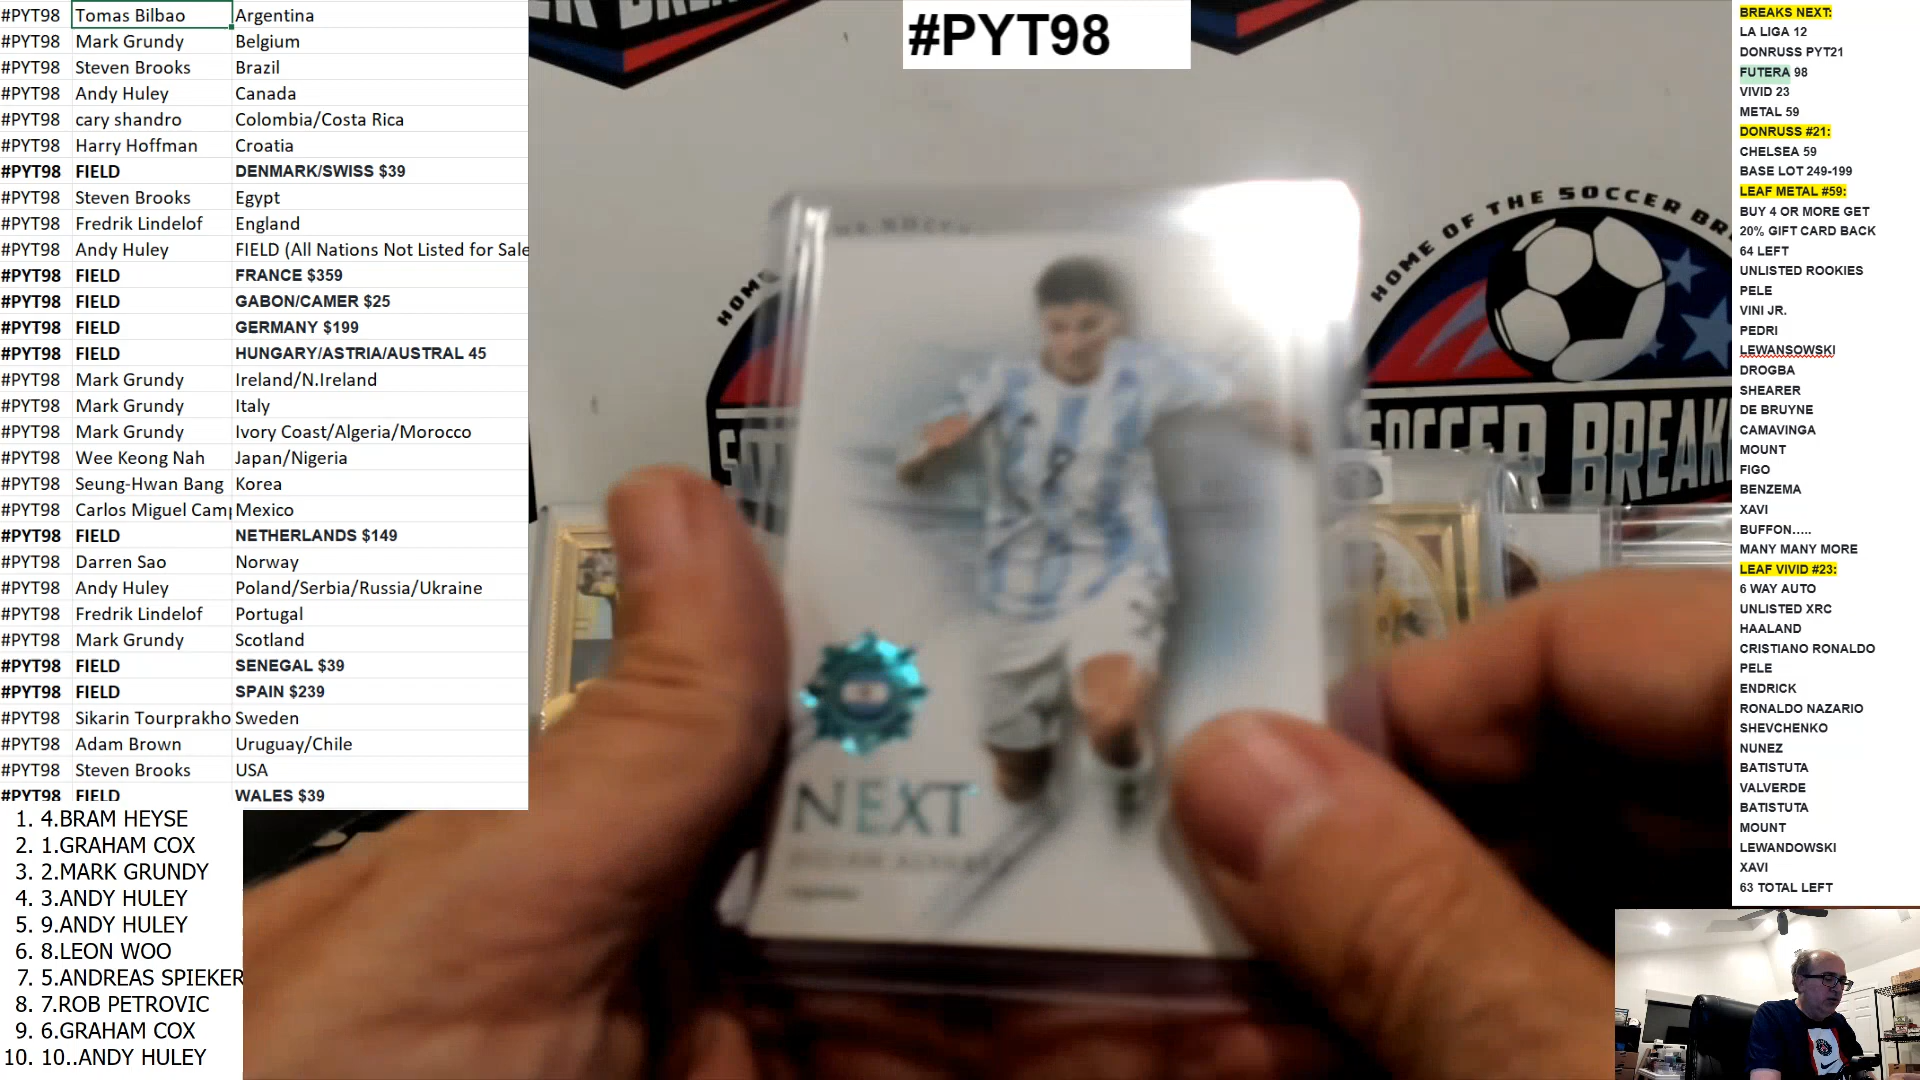 #PYT98 Tomas Bilbao Argentina
#PYT98 Mark Grundy Belgium
#PYT98 Steven Brooks Brazil
#PYT98 Andy Huley Canada
#PYT98 cary shandro Colombia/Costa Rica
#PYT98 Harry Hoffman Croatia
#PYT98 FIELD DENMARK/SWISS $39
#PYT98 Steven Brooks Egypt
#PYT98 Fredrik Lindelof England
#PYT98 Andy Huley FIELD (All Nations Not Listed for Sale
#PYT98 FIELD FRANCE $359
#PYT98 FIELD GABON/CAMER $25
#PYT98 FIELD GERMANY $199
#PYT98 FIELD HUNGARY/ASTRIA/AUSTRAL 45
#PYT98 Mark Grundy Ireland/N.Ireland
#PYT98 Mark Grundy Italy
#PYT98 Mark Grundy Ivory Coast/Algeria/Morocco
#PYT98 Wee Keong Nah Japan/Nigeria
#PYT98 Seung-Hwan Bang Korea
#PYT98 Carlos Miguel Camp Mexico
#PYT98 FIELD NETHERLANDS $149
#PYT98 Darren Sao Norway
#PYT98 Andy Huley Poland/Serbia/Russia/Ukraine
#PYT98 Fredrik Lindelof Portugal
#PYT98 Mark Grundy Scotland
#PYT98 FIELD SENEGAL $39
#PYT98 FIELD SPAIN $239
#PYT98 Sikarin Tourprakho Sweden
#PYT98 Adam Brown Uruguay/Chile
#PYT98 Steven Brooks USA
#PYT98 FIELD WALES $39
1. 4.BRAM HEYSE
2. 1.GRAHAM COX
3. 2.MARK GRUNDY
4. 3.ANDY HULEY
5. 9.ANDY HULEY
6. 8.LEON WOO
7. 5.ANDREAS SPIEKER
8. 7.ROB PETROVIC
9. 6.GRAHAM COX
10. 10..ANDY HULEY
#PYT98
HOME OF THE SOCCER BR
SOCCER BREAK
9
NEXT
BREAKS NEXT:
LA LIGA 12
DONRUSS PYT21
FUTERA 98
VIVID 23
METAL 59
DONRUSS #21:
CHELSEA 59
BASE LOT 249-199
LEAF METAL #59:
BUY 4 OR MORE GET
20% GIFT CARD BACK
64 LEFT
UNLISTED ROOKIES
PELE
VINI JR.
PEDRI
LEWANSOWSKI
DROGBA
SHEARER
DE BRUYNE
CAMAVINGA
MOUNT
FIGO
BENZEMA
XAVI
BUFFON.....
MANY MANY MORE
LEAF VIVID #23:
6 WAY AUTO
UNLISTED XRC
HAALAND
CRISTIANO RONALDO
PELE
ENDRICK
RONALDO NAZARIO
SHEVCHENKO
NUNEZ
BATISTUTA
VALVERDE
BATISTUTA
MOUNT
LEWANDOWSKI
XAVI
63 TOTAL LEFT